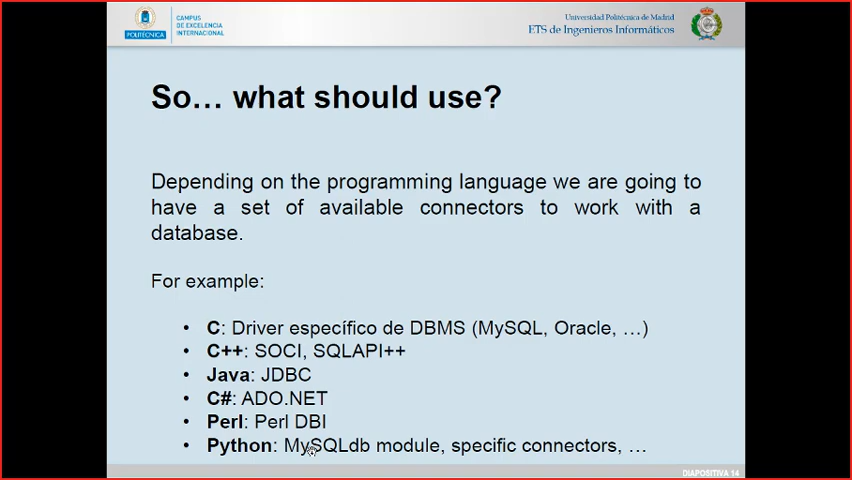 POLITÉCNICA
CAMPUS
DE EXCELENCIA
INTERNACIONAL
Universidad Politécnica de Madrid
ETS de Ingenieros Informáticos
So… what should use?
Depending on the programming language we are going to
have a set of available connectors to work with a
database.
For example:
• C: Driver específico de DBMS (MySQL, Oracle, …)
• C++: SOCI, SQLAPI++
• Java: JDBC
• C#: ADO.NET
• Perl: Perl DBI
• Python: MySQLdb module, specific connectors, …
DIAPOSITIVA 14